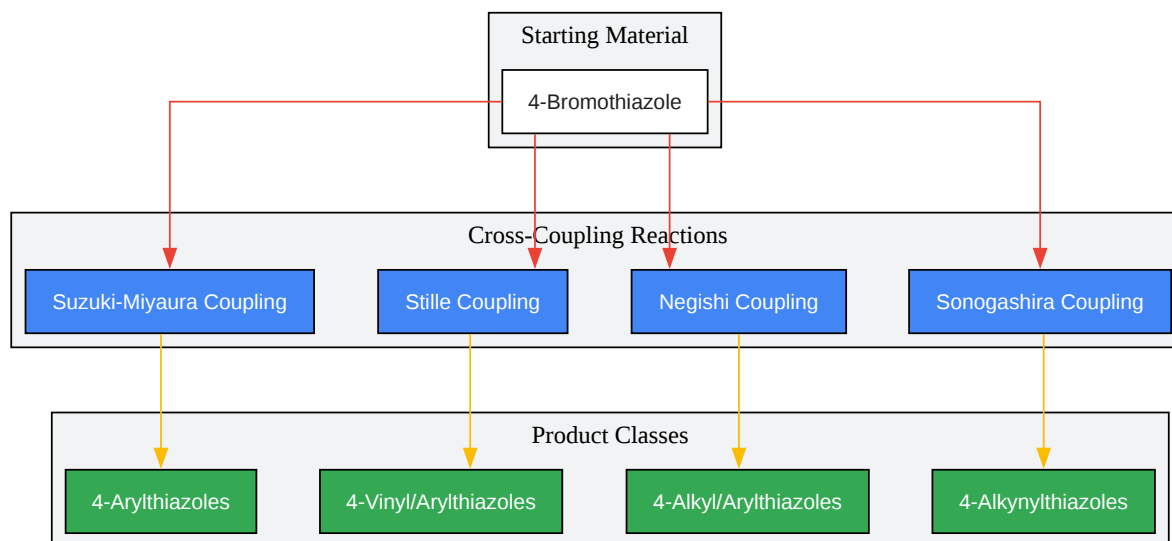 Starting Material
4-Bromothiazole
Cross-Coupling Reactions
Suzuki-Miyaura Coupling
Stille Coupling
Negishi Coupling
Sonogashira Coupling
Product Classes
4-Arylthiazoles
4-Vinyl/Arylthiazoles
4-Alkyl/Arylthiazoles
4-Alkynylthiazoles